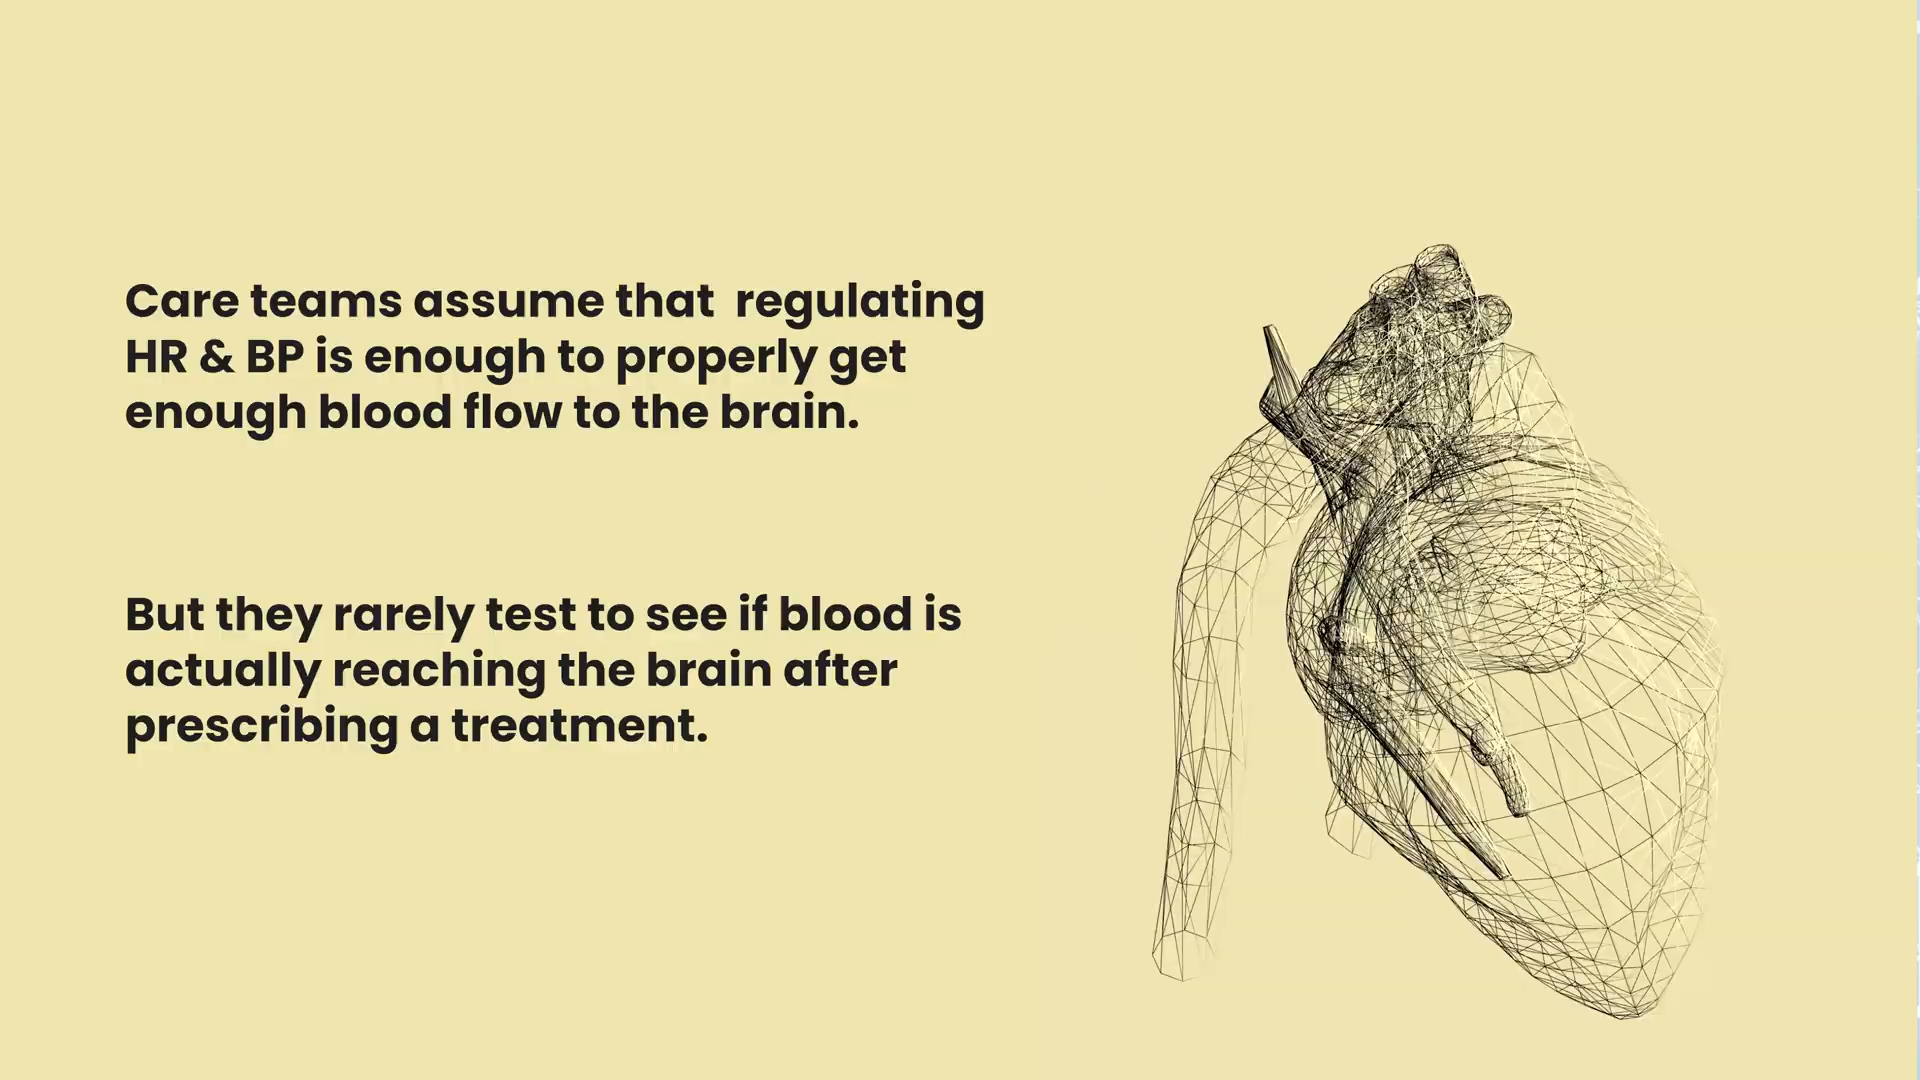 Care teams assume that  regulating
HR & BP is enough to properly get
enough blood flow to the brain.
But they rarely test to see if blood is
actually reaching the brain after
prescribing a treatment.